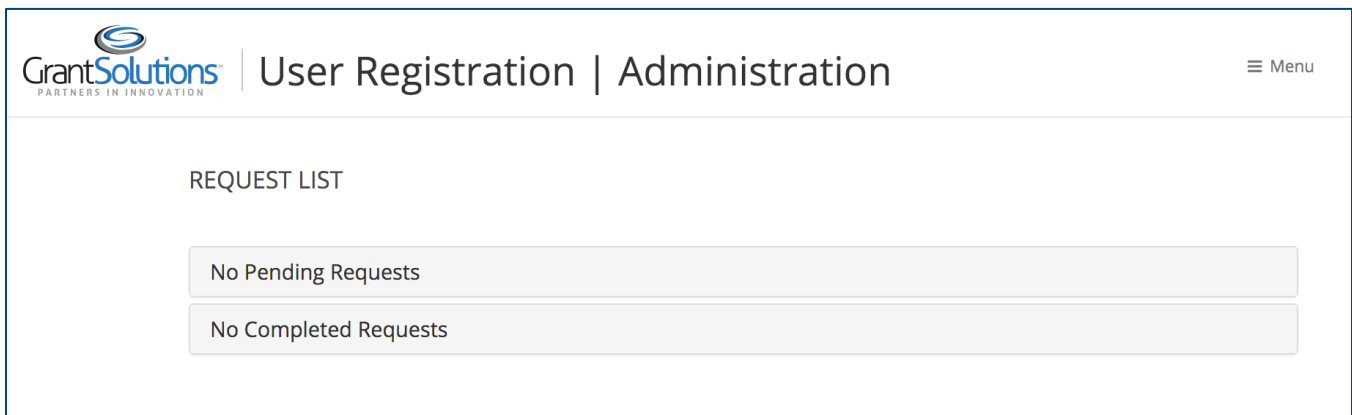 GrantSolutions
PARTNERS IN INNOVATION
User Registration | Administration
Menu
REQUEST LIST
No Pending Requests
No Completed Requests